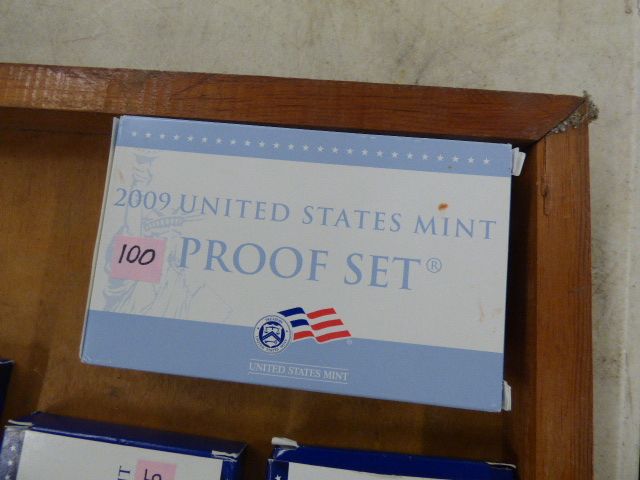 2009 UNITED STATES MINT
100
PROOF SET®
UNITED STATES MINT